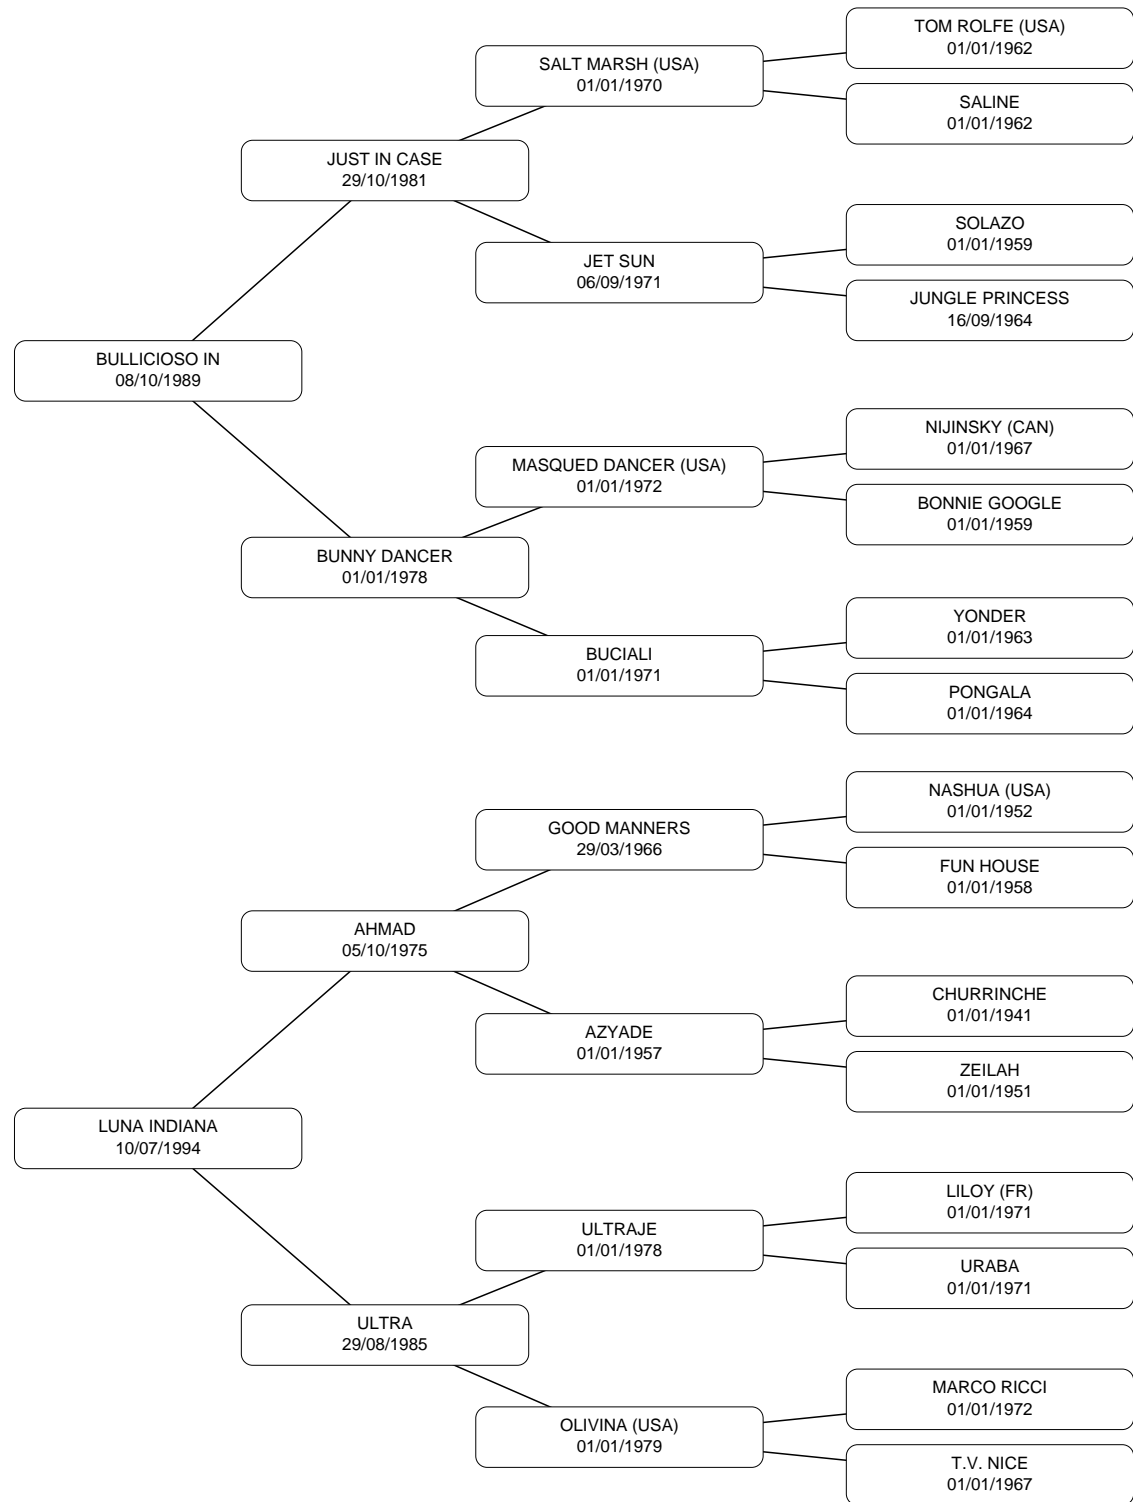 TOM ROLFE (USA)
01/01/1962
SALT MARSH (USA)
01/01/1970
SALINE
01/01/1962
JUST IN CASE
29/10/1981
SOLAZO
01/01/1959
JET SUN
06/09/1971
JUNGLE PRINCESS
16/09/1964
BULLICIOSO IN
08/10/1989
NIJINSKY (CAN)
01/01/1967
MASQUED DANCER (USA)
01/01/1972
BONNIE GOOGLE
01/01/1959
BUNNY DANCER
01/01/1978
YONDER
01/01/1963
BUCIALI
01/01/1971
PONGALA
01/01/1964
NASHUA (USA)
01/01/1952
GOOD MANNERS
29/03/1966
FUN HOUSE
01/01/1958
AHMAD
05/10/1975
CHURRINCHE
01/01/1941
AZYADE
01/01/1957
ZEILAH
01/01/1951
LUNA INDIANA
10/07/1994
LILOY (FR)
01/01/1971
ULTRAJE
01/01/1978
URABA
01/01/1971
ULTRA
29/08/1985
MARCO RICCI
01/01/1972
OLIVINA (USA)
01/01/1979
T.V. NICE
01/01/1967